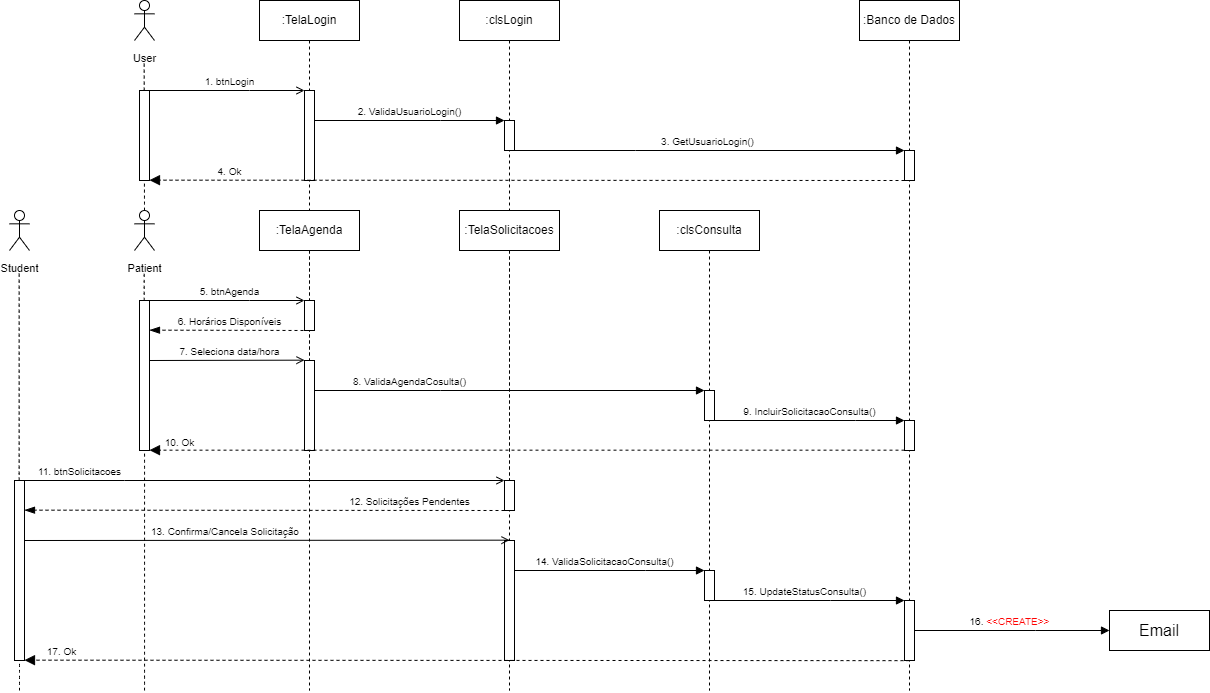 :TelaLogin
:clsLogin
:Banco de Dados
User
1. btnLogin
2. ValidaUsuarioLogin()
3. GetUsuarioLogin()
4. Ok
:TelaAgenda
:TelaSolicitacoes
:clsConsulta
Student
Patient
5. btnAgenda
6. Horários Disponíveis
7. Seleciona data/hora
8. ValidaAgendaCosulta()
9. IncluirSolicitacaoConsulta()
10. Ok
11. btnSolicitacoes
12. Solicitações Pendentes
13. Confirma/Cancela Solicitação
14. ValidaSolicitacaoConsulta()
15. UpdateStatusConsulta()
16. <<CREATE>>
Email
17. Ok